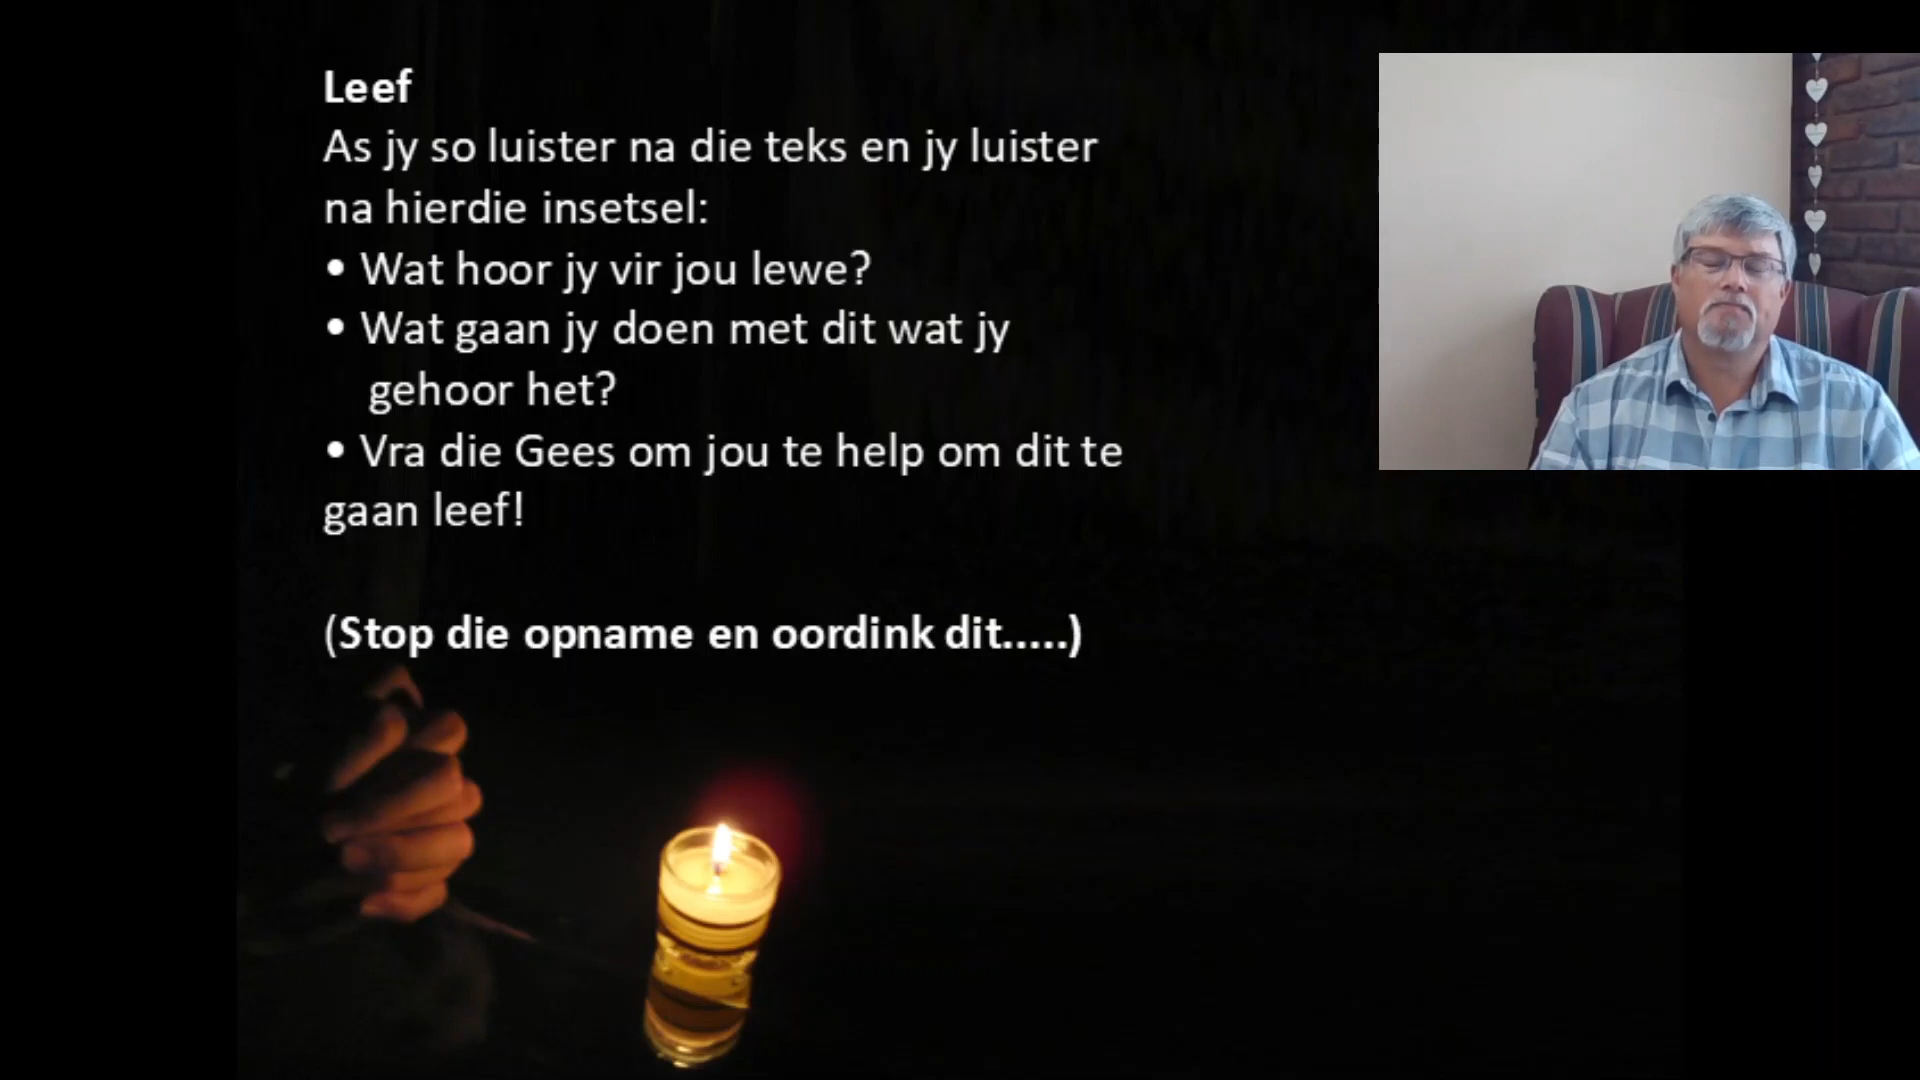 Leef
As jy so luister na die teks en jy luister
na hierdie insetsel:
• Wat hoor jy vir jou lewe?
• Wat gaan jy doen met dit wat jy
gehoor het?
• Vra die Gees om jou te help om dit te
gaan leef!
(Stop die opname en oordink dit.....)